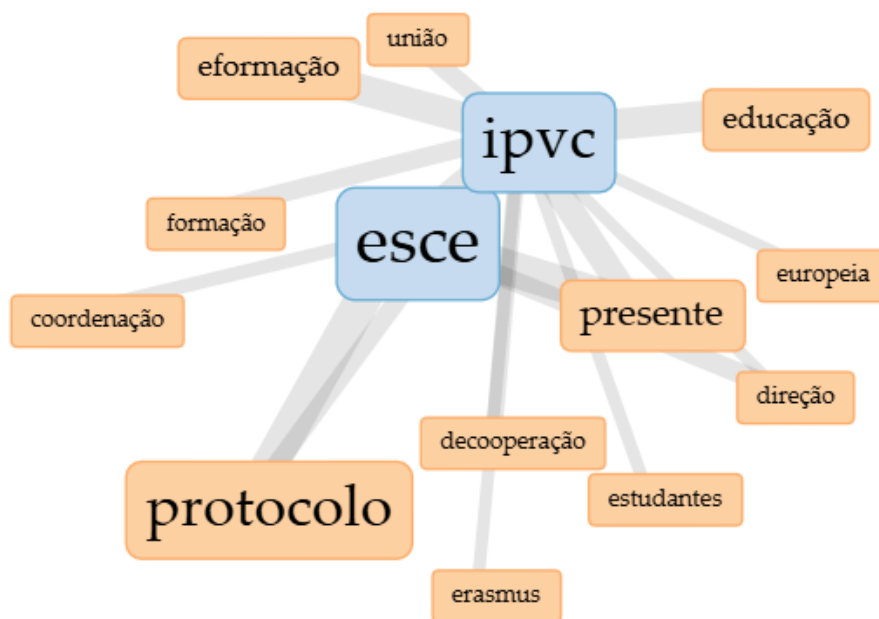 união
eformação
educação
ipvc
formação
esce
europeia
coordenação
presente
direção
decooperação
protocolo
estudantes
erasmus